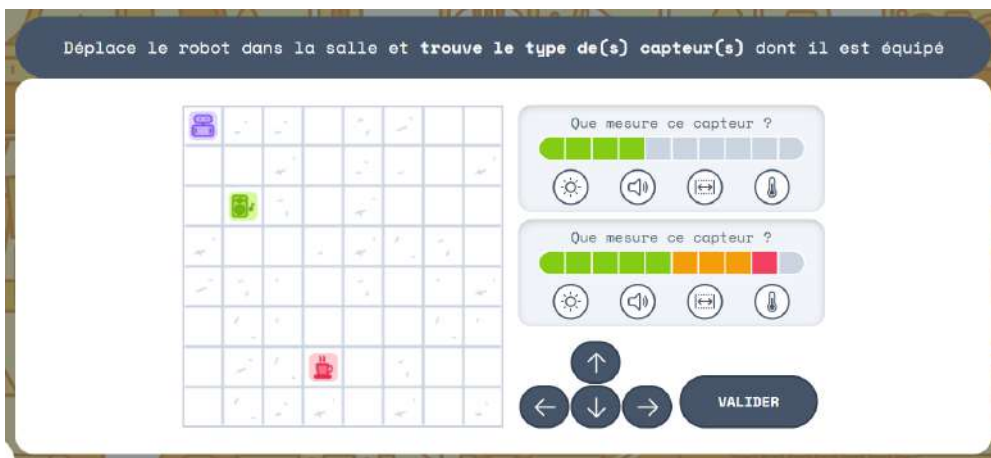 Déplace le robot dans la salle et trouve le type de(s) capteur(s) dont il est équipé
Que mesure ce capteur ?
Que mesure ce capteur ?
VALIDER